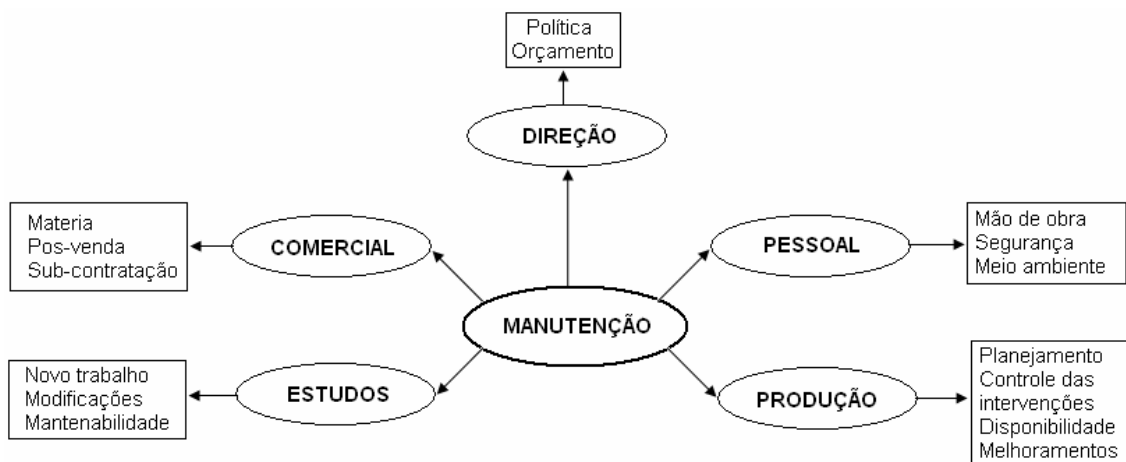 Política
Orçamento
DIREÇÃO
Materia
Pos-venda
Sub-contratação
COMERCIAL
PESSOAL
Mão de obra
Segurança
Meio ambiente
MANUTENÇÃO
Novo trabalho
Modificações
Mantenabilidade
ESTUDOS
PRODUÇÃO
Planejamento
Controle das
intervenções
Disponibilidade
Melhoramentos